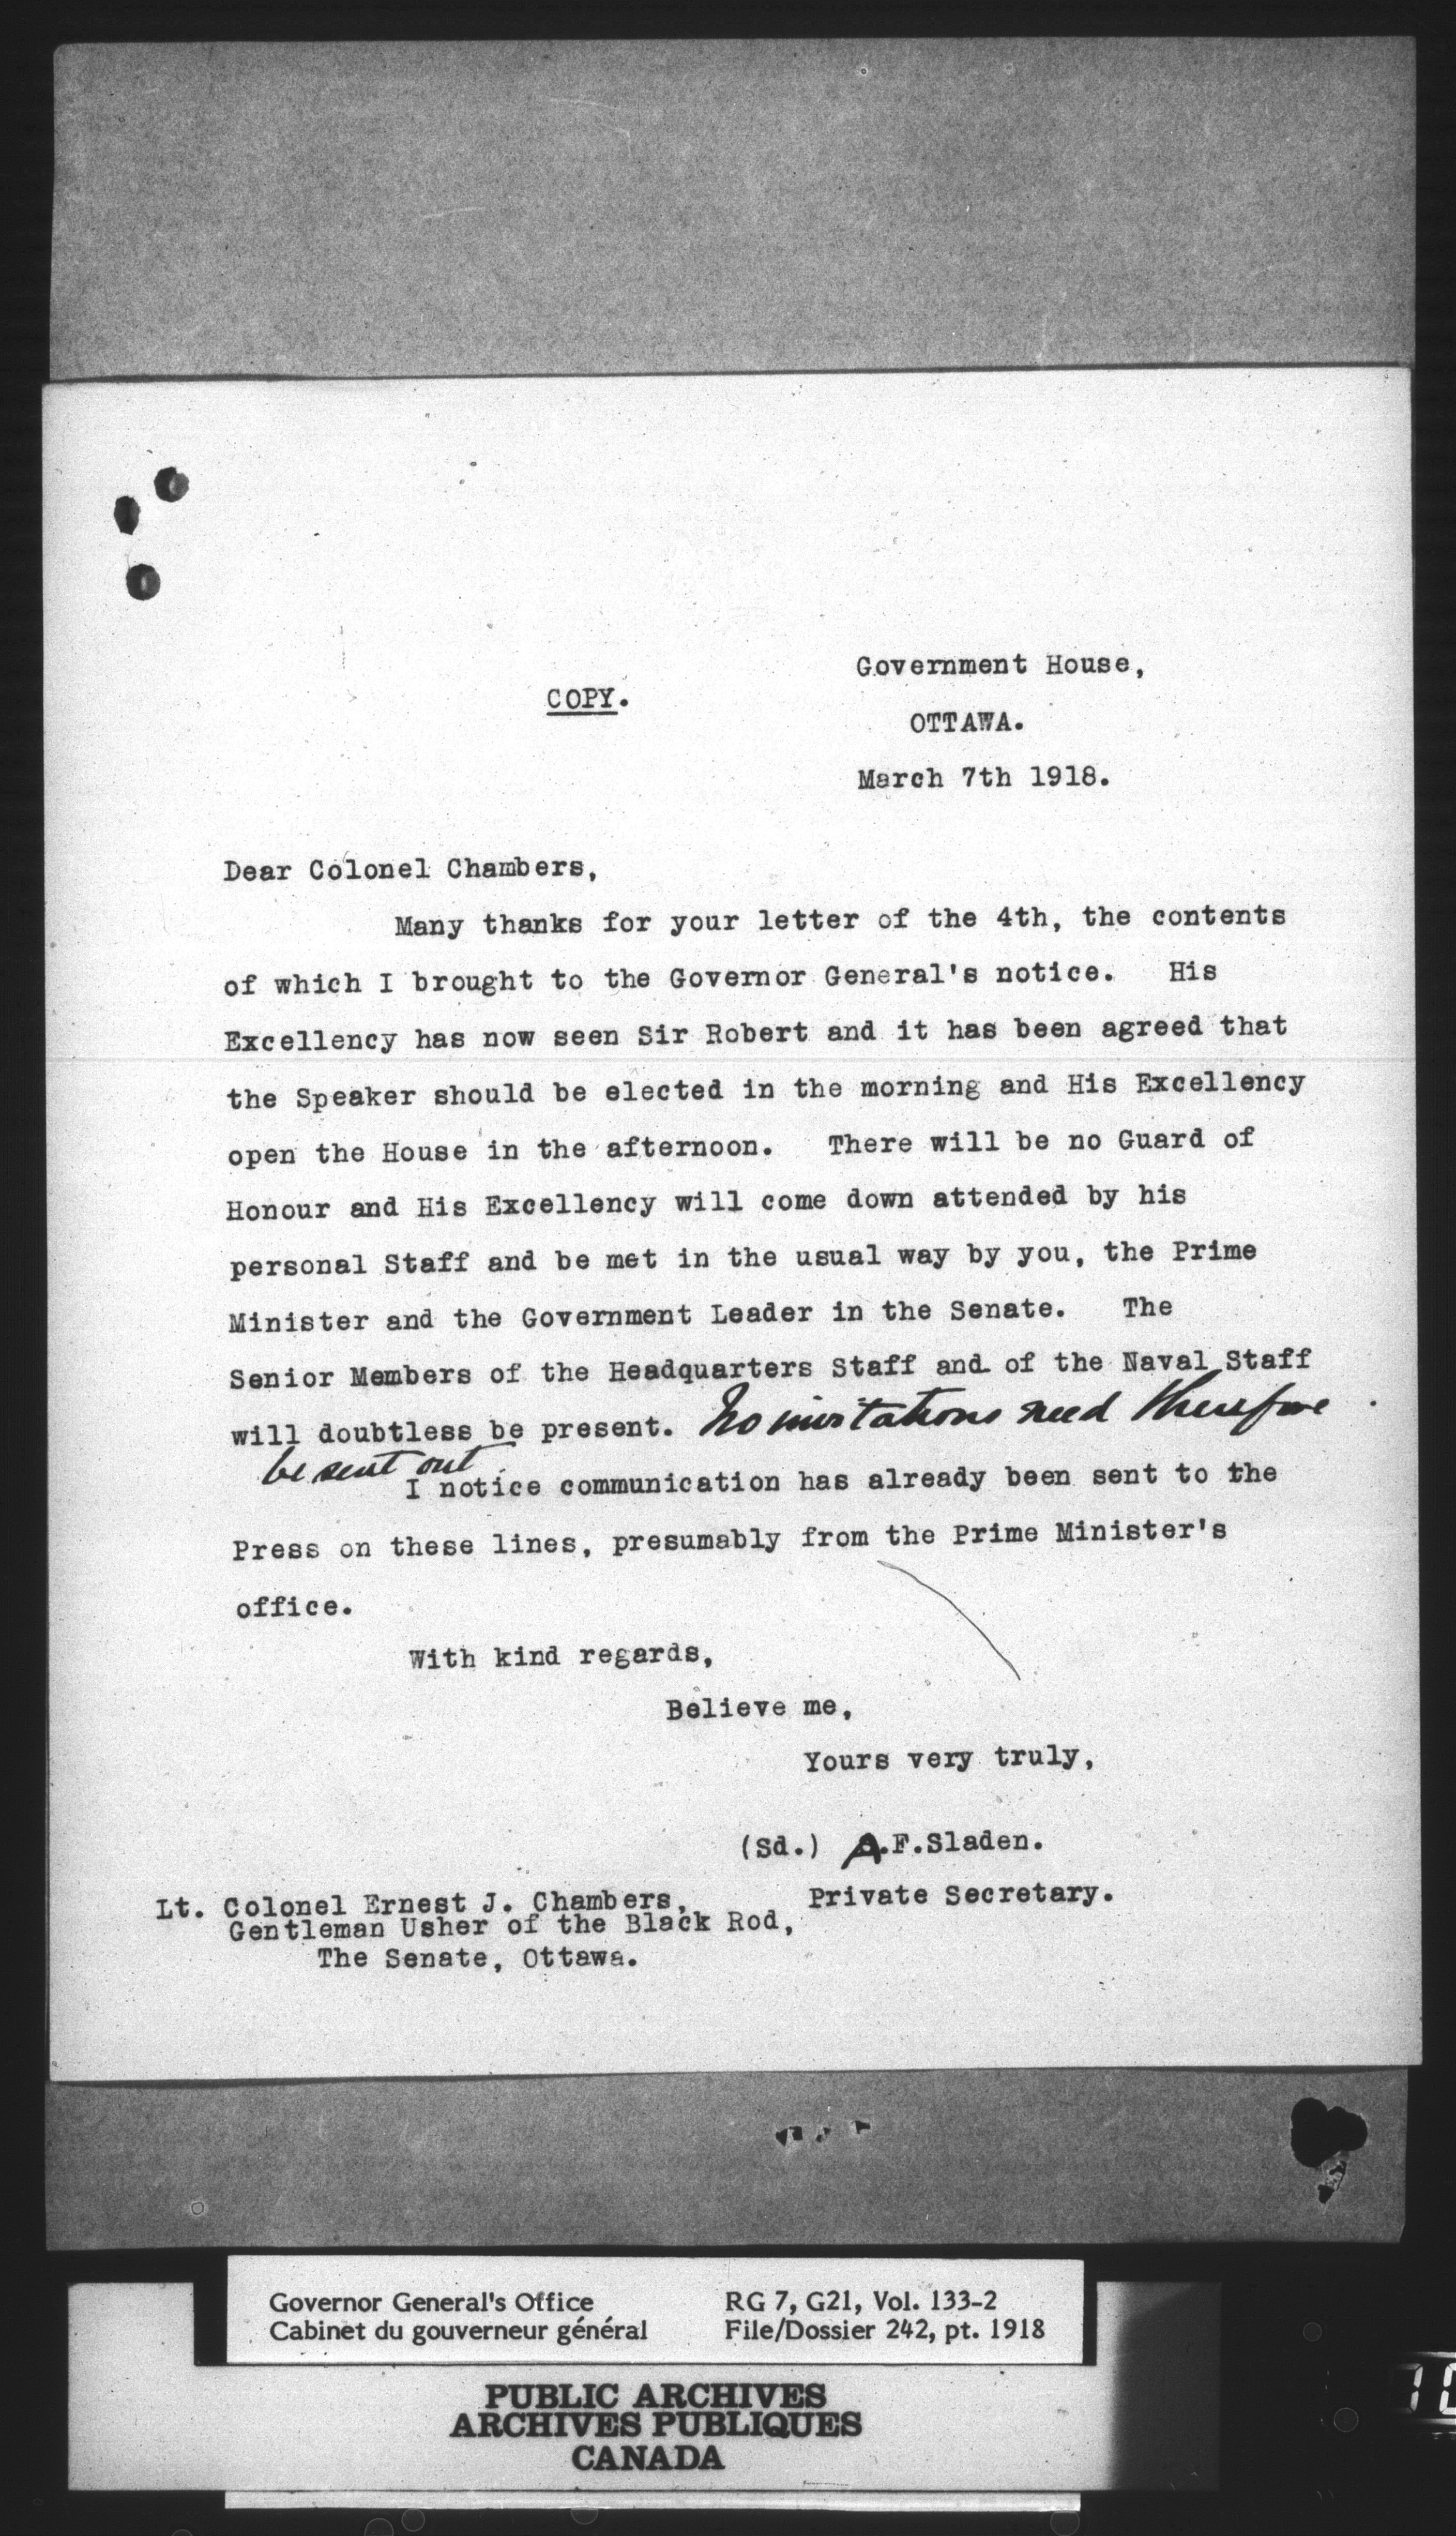 Government House,
COPY.
OTTAWA.
March 7th 1918.
Dear Colonel Chambers,
Many thanks for your letter of the 4th, the contents
of which I brought to the Governor General's notice. His
Excellency has now seen Sir Robert and it has been agreed that
the Speaker should be elected in the morning and His Excellency
open the House in the afternoon. There will be no Guard of
Honour and His Excellency will come down attended by his
personal Staff and be met in the usual way by you, the Prime
Minister and the Government Leader in the Senate. The
Senior Members of the Headquarters Staff and of the Naval Staff
will doubtless be present. No invitations need therefore
be sent out.
I notice communication has already been sent to the
Press on these lines, presumably from the Prime Minister's
office.
With kind regards,
Believe me,
Yours very truly,
(Sd.) A.F.Sladen.
Private Secretary.
Lt. Colonel Ernest J. Chambers,
Gentleman Usher of the Black Rod,
The Senate, Ottawa.
Governor General's Office RG 7, G21, Vol. 133-2
Cabinet du gouverneur général File/Dossier 242, pt. 1918
PUBLIC ARCHIVES
ARCHIVES PUBLIQUES
CANADA